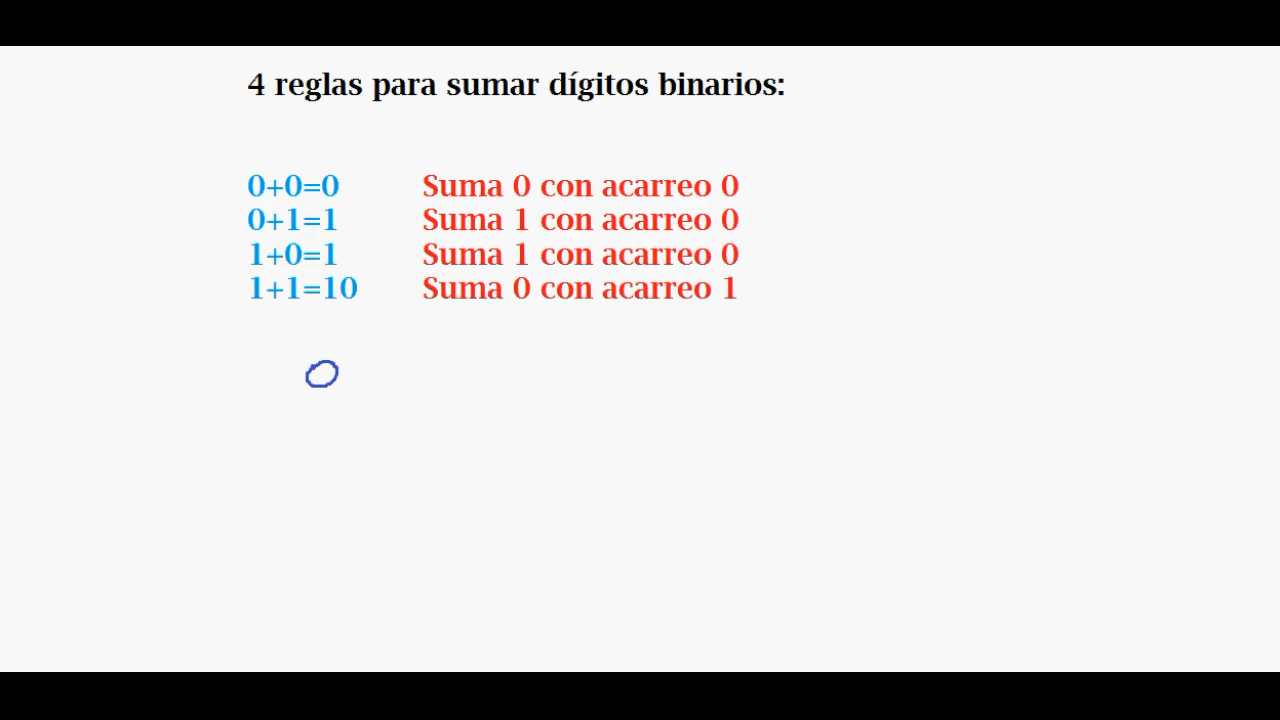 4 reglas para sumar dígitos binarios:
0+0=0 Suma 0 con acarreo 0
0+1=1 Suma 1 con acarreo 0
1+0=1 Suma 1 con acarreo 0
1+1=10 Suma 0 con acarreo 1
0